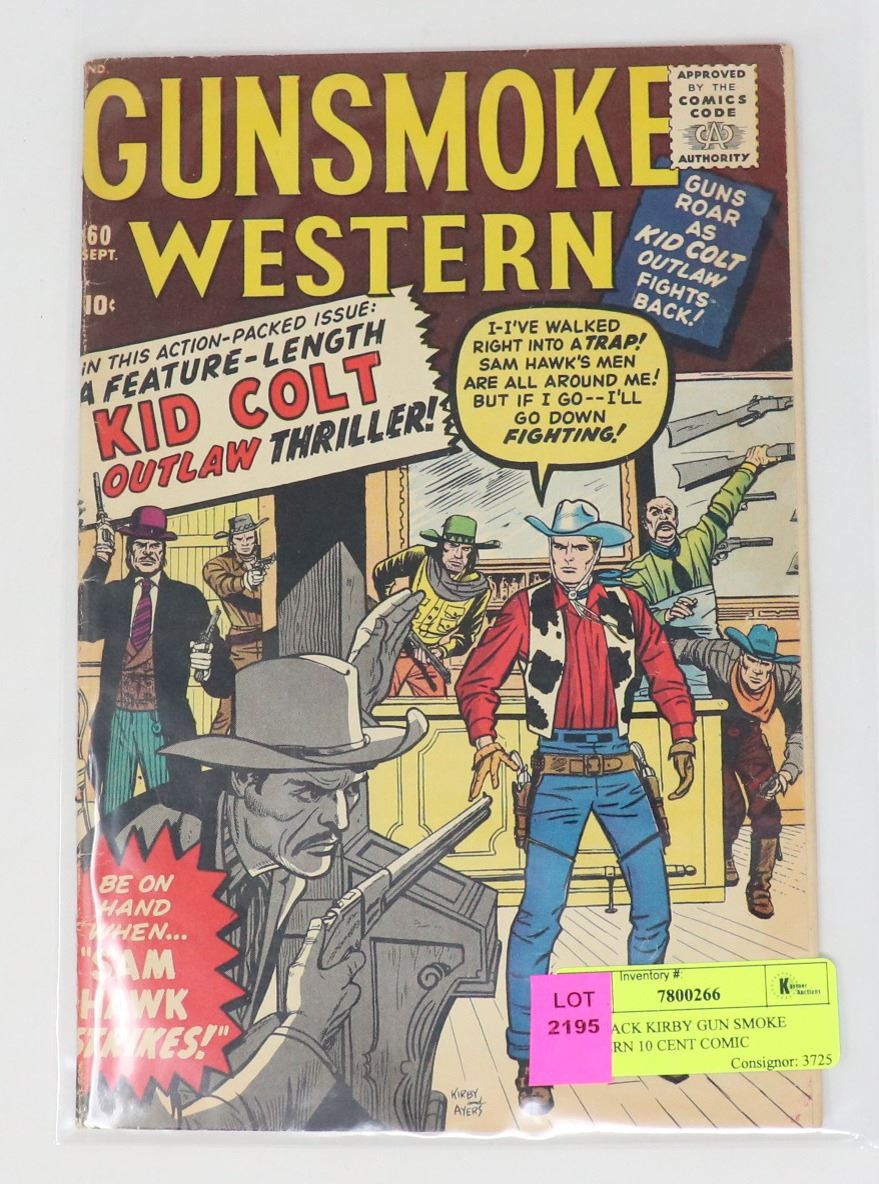 ND.
GUNSMOKE
WESTERN
APPROVED
BY THE
COMICS
CODE
CA
AUTHORITY
60
SEPT.
10¢
GUNS
ROAR
AS
KID COLT
OUTLAW
FIGHTS
BACK!
IN THIS ACTION-PACKED ISSUE:
A FEATURE-LENGTH
KID COLT
OUTLAW THRILLER!
I-I'VE WALKED
RIGHT INTO A TRAP!
SAM HAWK'S MEN
ARE ALL AROUND ME!
BUT IF I GO--I'LL
GO DOWN
FIGHTING!
BE ON
HAND
WHEN...
"SAM
HAWK
STRIKES!"
KIRBY
AYERS
LOT
2195
Inventory #:
7800266
ACK KIRBY GUN SMOKE
RN 10 CENT COMIC
Consignor: 3725